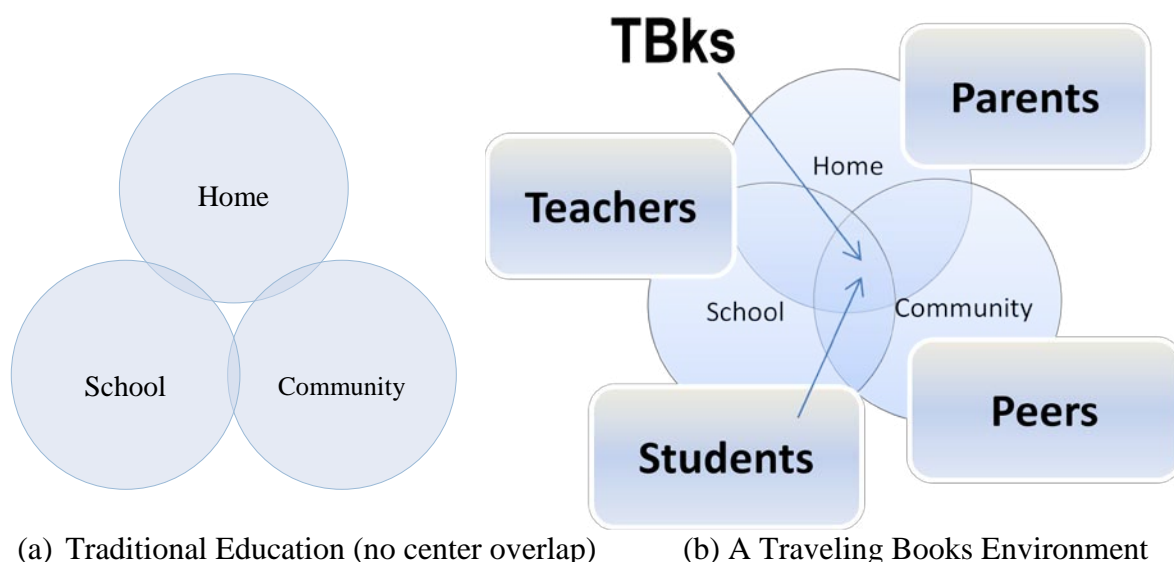 Home
School
Community
(a) Traditional Education (no center overlap)
TBks
Parents
Home
Teachers
School
Community
Students
Peers
(b) A Traveling Books Environment